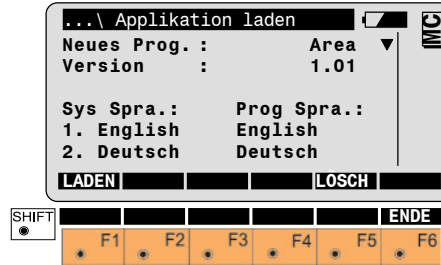 ...\ Applikation laden
MC
Neues Prog.: Area
Version : 1.01
Sys Spra.: Prog Spra.:
1. English English
2. Deutsch Deutsch
LADEN LÖSCH
SHIFT ENDE
F1 F2 F3 F4 F5 F6